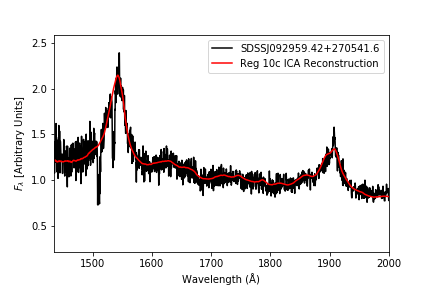 SDSSJ092959.42+270541.6
Reg 10c ICA Reconstruction
2.5
2.0
1.5
1.0
0.5
F_λ [Arbitrary Units]
1500 1600 1700 1800 1900 2000
Wavelength (Å)